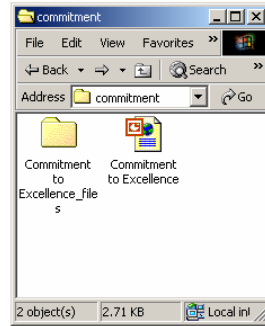 commitment
File Edit View Favorites »
Back Search »
Address commitment Go
Commitment
to
Excellence_file
s
Commitment
to Excellence
2 object(s) 2.71 KB Local int